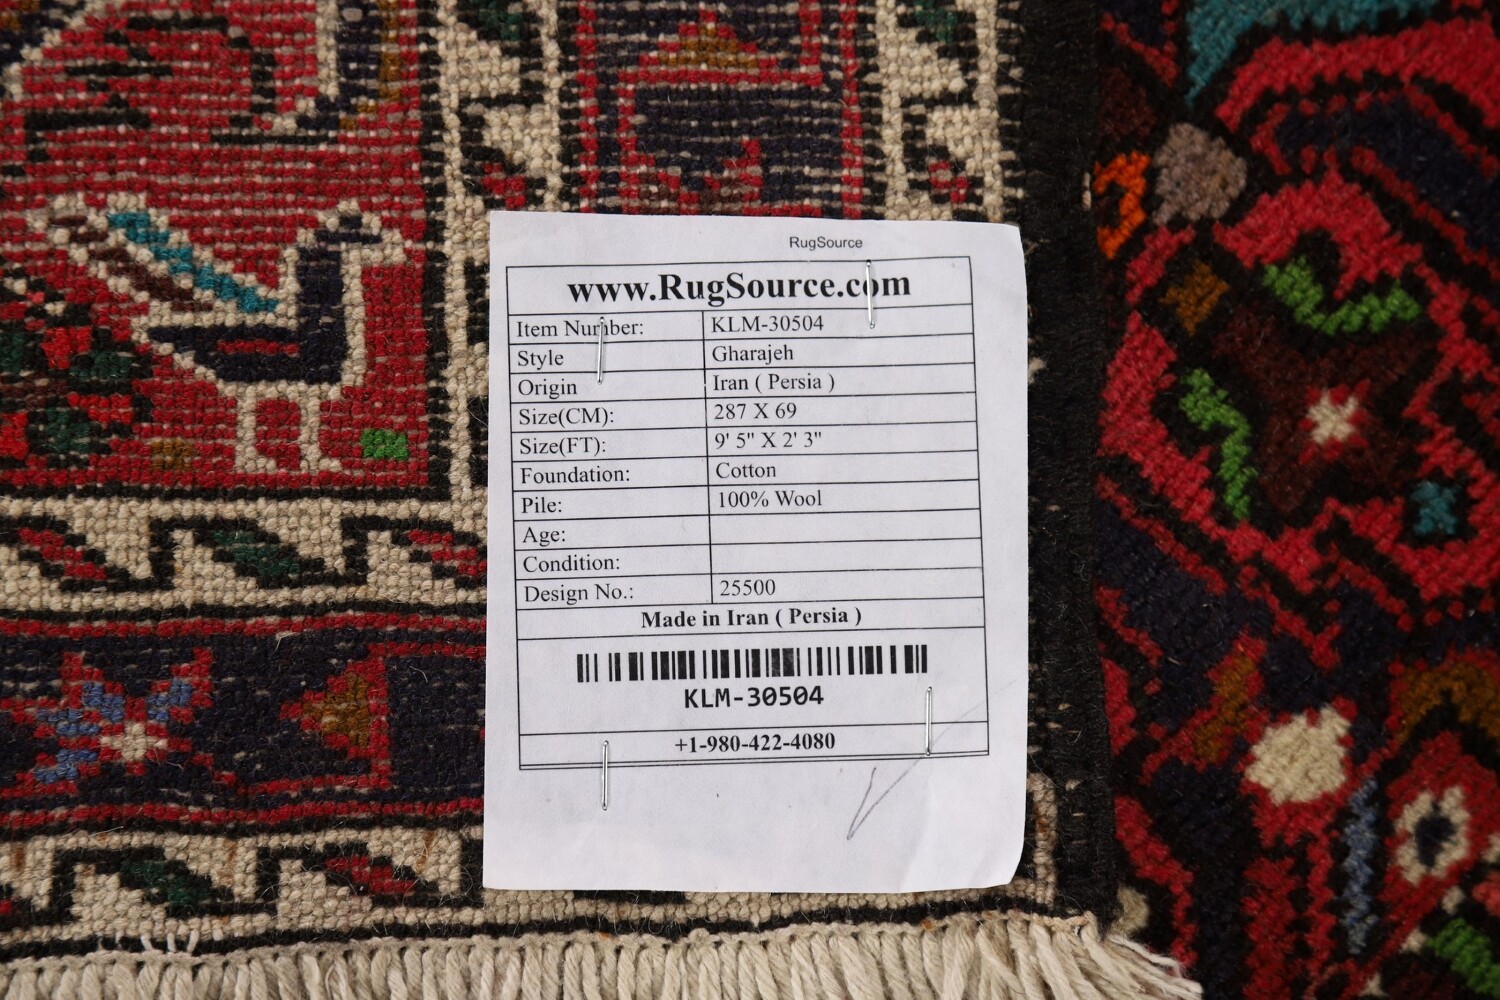 RugSource
www.RugSource.com
Item Number: KLM-30504
Style Gharajeh
Origin Iran ( Persia )
Size(CM): 287 X 69
Size(FT): 9' 5" X 2' 3"
Foundation: Cotton
Pile: 100% Wool
Age:
Condition:
Design No.: 25500
Made in Iran ( Persia )
KLM-30504
+1-980-422-4080